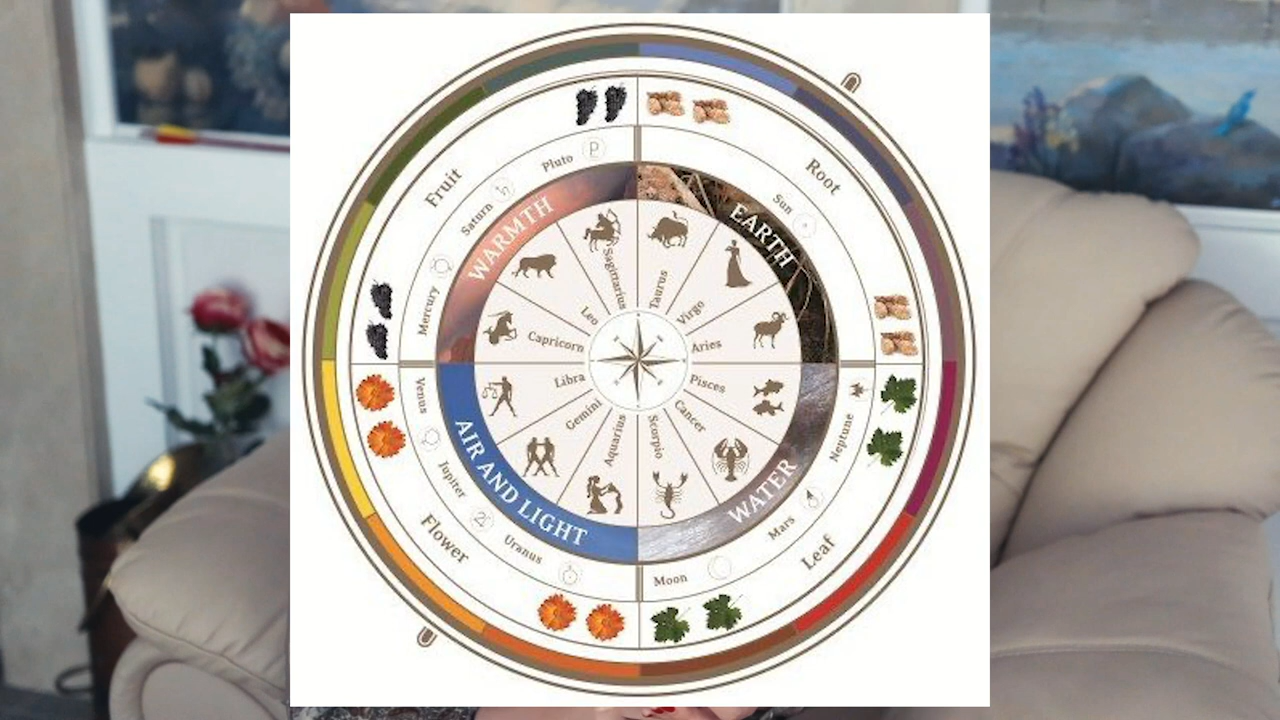 Fruit
Root
Pluto
Saturn
Mercury
Sun
WARMTH
EARTH
Sagittarius
Taurus
Leo
Virgo
Capricorn
Aries
Libra
Pisces
Gemini
Cancer
Aquarius
Scorpio
Venus
Neptune
AIR AND LIGHT
WATER
Jupiter
Mars
Uranus
Moon
Flower
Leaf